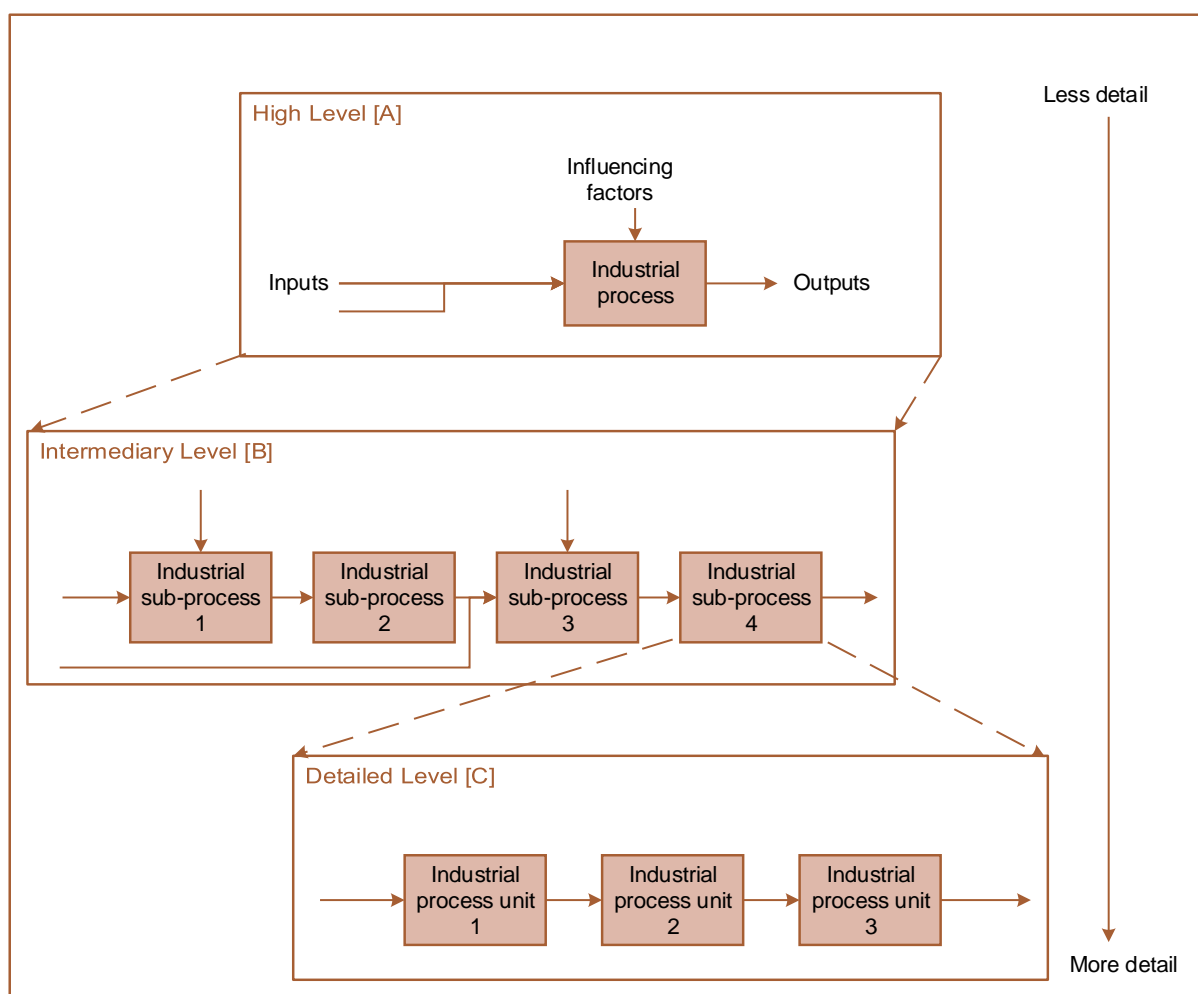 Less detail
High Level [A]
Influencing
factors
Inputs
Industrial
process
Outputs
Intermediary Level [B]
Industrial
sub-process
1
Industrial
sub-process
2
Industrial
sub-process
3
Industrial
sub-process
4
Detailed Level [C]
Industrial
process unit
1
Industrial
process unit
2
Industrial
process unit
3
More detail